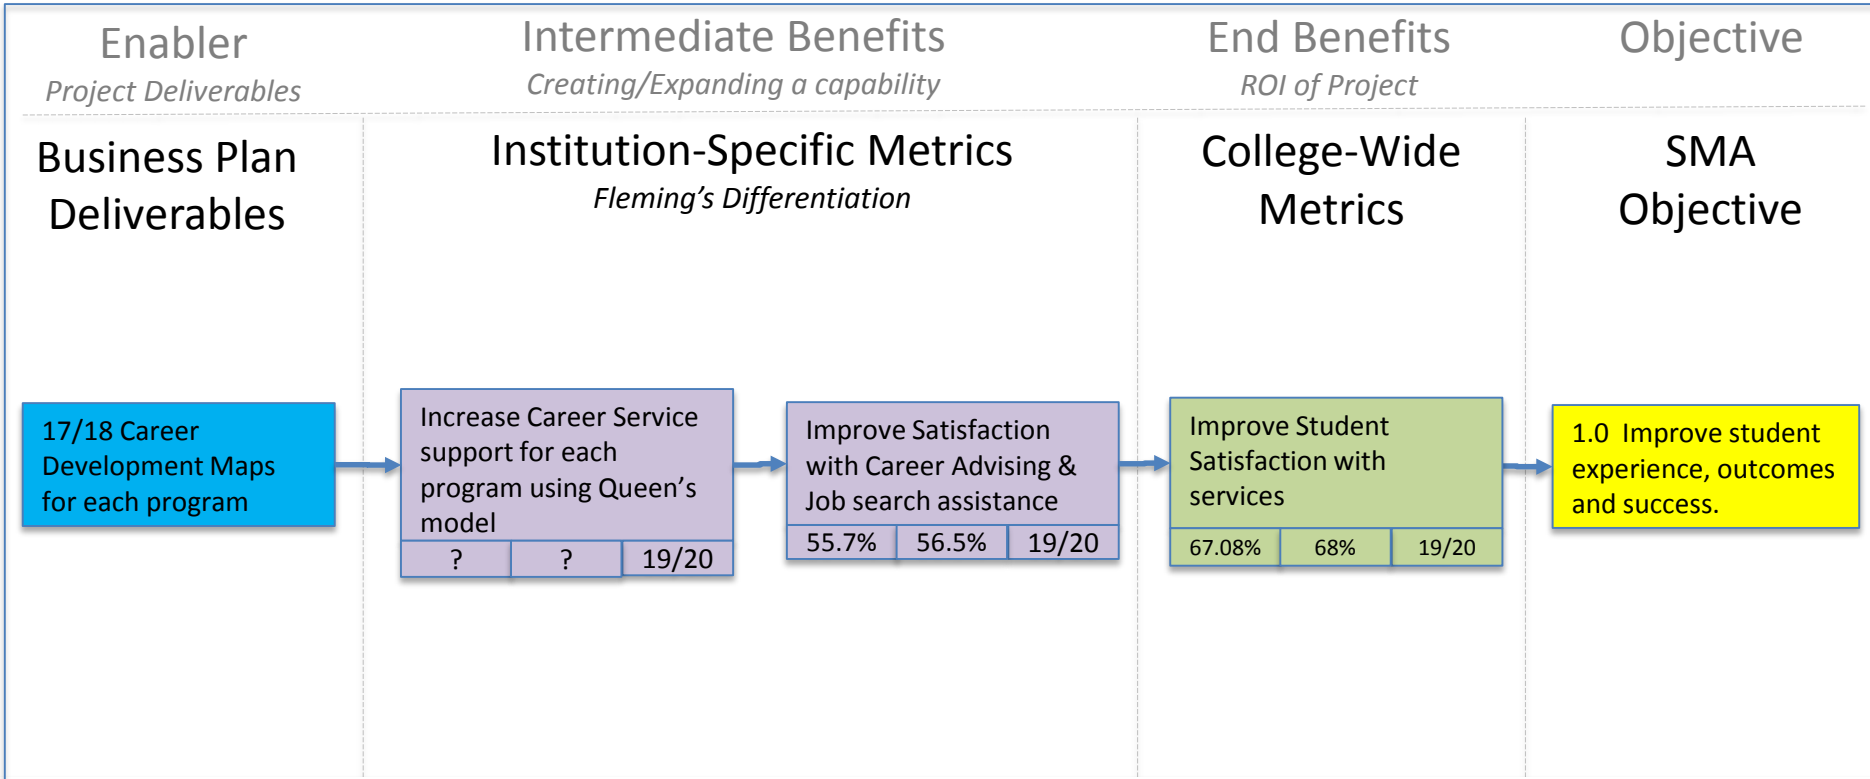 Enabler
Project Deliverables
Intermediate Benefits
Creating/Expanding a capability
End Benefits
ROI of Project
Objective
Business Plan
Deliverables
Institution-Specific Metrics
Fleming's Differentiation
College-Wide
Metrics
SMA
Objective
17/18 Career
Development Maps
for each program
Increase Career Service
support for each
program using Queen's
model
? ? 19/20
Improve Satisfaction
with Career Advising &
Job search assistance
55.7% 56.5% 19/20
Improve Student
Satisfaction with
services
67.08% 68% 19/20
1.0 Improve student
experience, outcomes
and success.